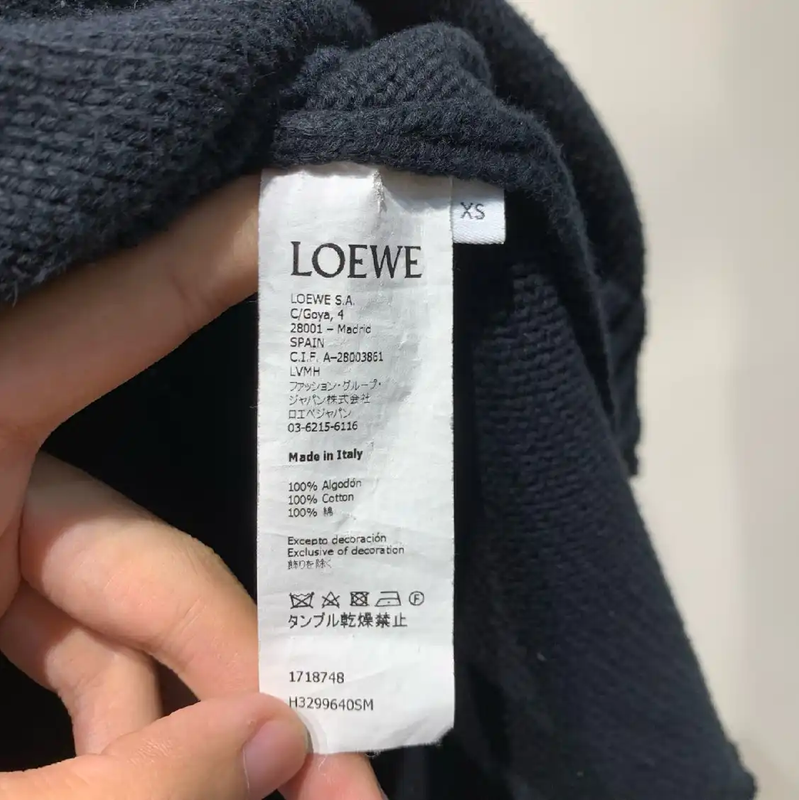 XS
LOEWE
LOEWE S.A.
C/Goya, 4
28001 – Madrid
SPAIN
C.I.F. A-28003861
LVMH
ファッション・グループ・
ジャパン株式会社
ロエベジャパン
03-6215-6116
Made in Italy
100% Algodón
100% Cotton
100% 綿
Excepto decoración
Exclusive of decoration
飾りを除く
F
タンブル乾燥禁止
1718748
H3299640SM